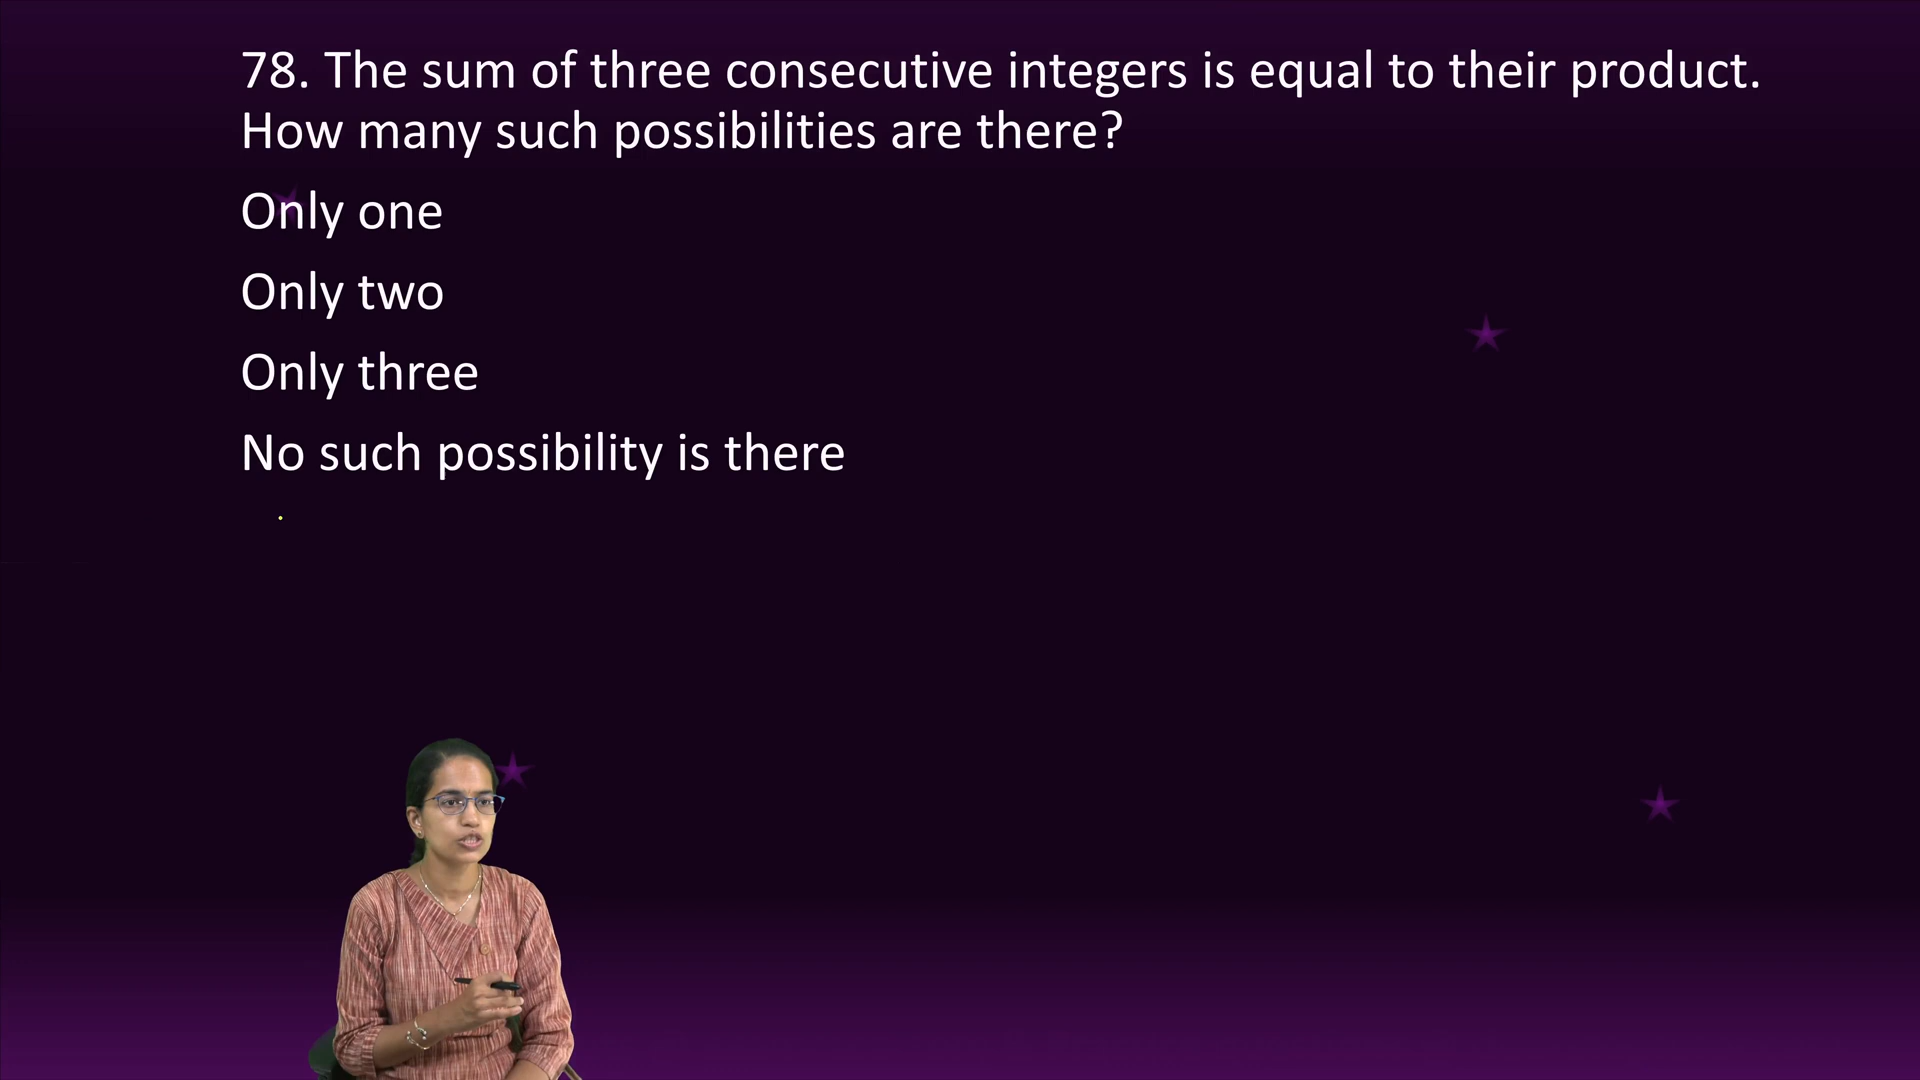 78. The sum of three consecutive integers is equal to their product.
How many such possibilities are there?
Only one
Only two
Only three
No such possibility is there